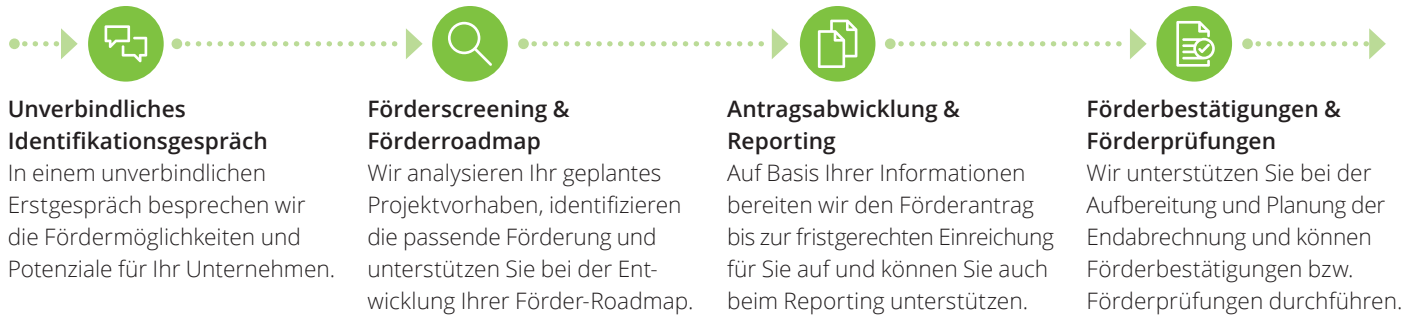 Unverbindliches
Identifikationsgespräch
In einem unverbindlichen
Erstgespräch besprechen wir
die Fördermöglichkeiten und
Potenziale für Ihr Unternehmen.
Förderscreening &
Förderroadmap
Wir analysieren Ihr geplantes
Projektvorhaben, identifizieren
die passende Förderung und
unterstützen Sie bei der Ent-
wicklung Ihrer Förder-Roadmap.
Antragsabwicklung &
Reporting
Auf Basis Ihrer Informationen
bereiten wir den Förderantrag
bis zur fristgerechten Einreichung
für Sie auf und können Sie auch
beim Reporting unterstützen.
Förderbestätigungen &
Förderprüfungen
Wir unterstützen Sie bei der
Aufbereitung und Planung der
Endabrechnung und können
Förderbestätigungen bzw.
Förderprüfungen durchführen.